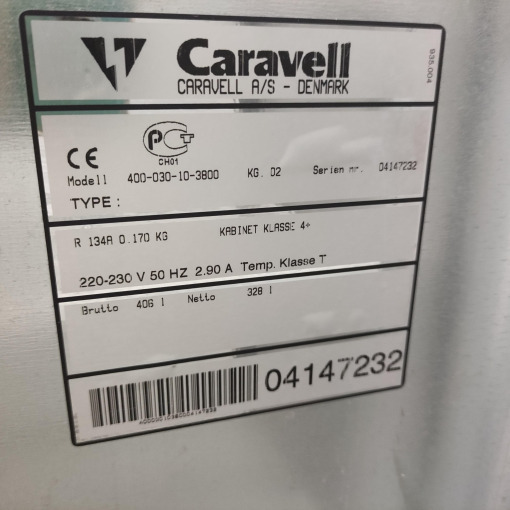 Caravell
CARAVELL A/S - DENMARK
935.004
CE
PCT
CH01
Modell 400-030-10-3800 KG. 02 Serien nr. 04147232
TYPE :
R 134A 0.170 KG KABINET KLASSE 4+
220-230 V 50 HZ 2.90 A Temp. Klasse T
Brutto 406 l Netto 328 l
04147232